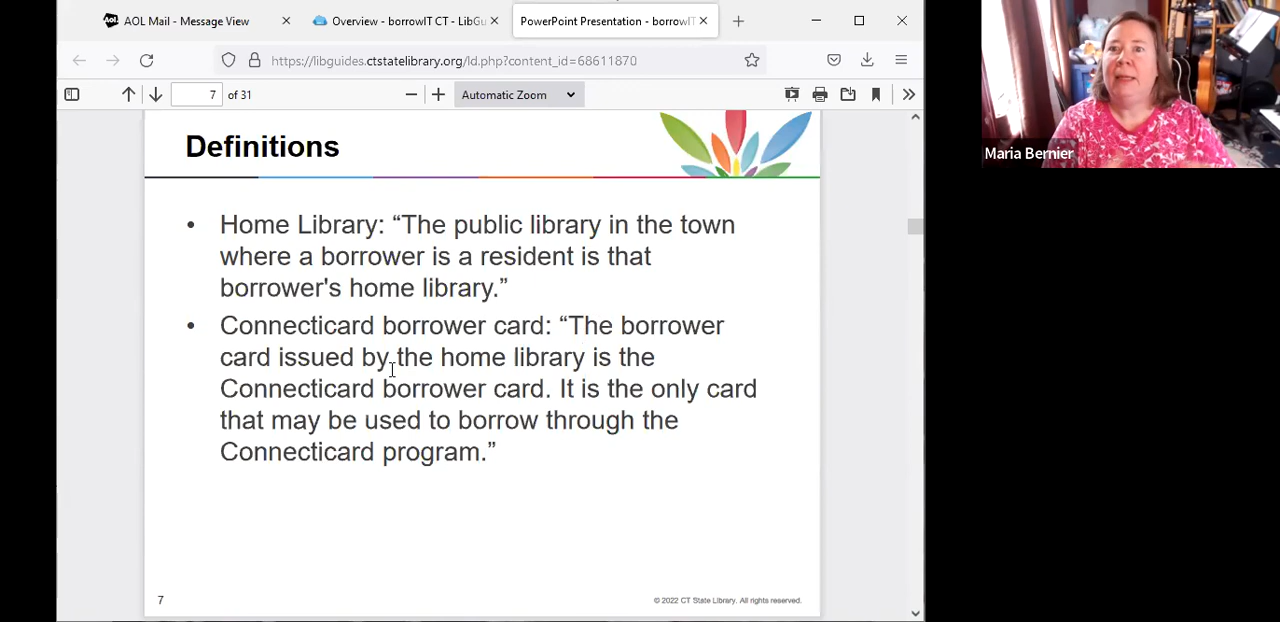 AOL Mail - Message View
Overview - borrowIT CT - LibGu
PowerPoint Presentation - borrowIT
https://libguides.ctstatelibrary.org/ld.php?content_id=68611870
7 of 31
Automatic Zoom
Definitions
• Home Library: “The public library in the town
where a borrower is a resident is that
borrower's home library.”
• Connecticard borrower card: “The borrower
card issued by the home library is the
Connecticard borrower card. It is the only card
that may be used to borrow through the
Connecticard program.”
7
© 2022 CT State Library. All rights reserved.
Maria Bernier